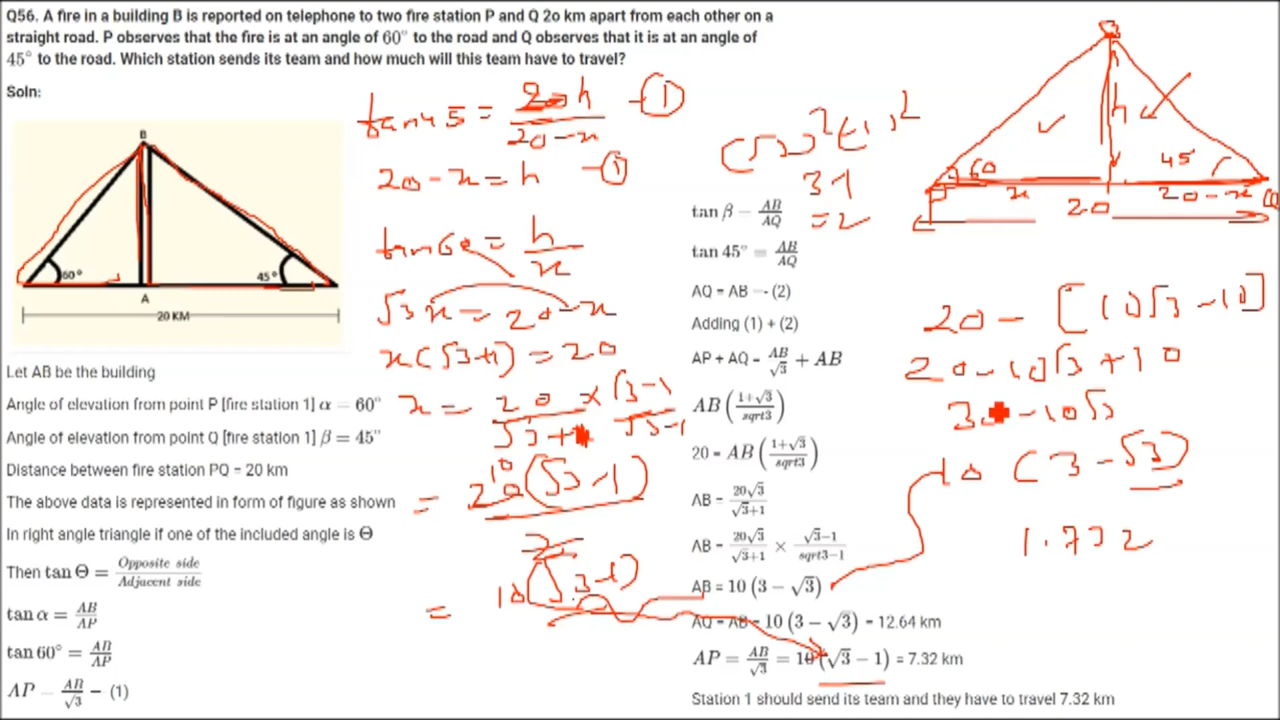 Q56. A fire in a building B is reported on telephone to two fire station P and Q 2o km apart from each other on a
straight road. P observes that the fire is at an angle of 60° to the road and Q observes that it is at an angle of
45° to the road. Which station sends its team and how much will this team have to travel?
Soln:
B
60°
45°
A
20 KM
Let AB be the building
Angle of elevation from point P [fire station 1] α = 60°
Angle of elevation from point Q [fire station 1] β = 45°
Distance between fire station PQ = 20 km
The above data is represented in form of figure as shown
In right angle triangle if one of the included angle is Θ
Then tan Θ = Opposite side / Adjacent side
tan α = AB/AP
tan 60° = AB/AP
AP = AB/√3 - (1)
tan 45 = h / 20-x - ①
20 - x = h - ①
tan 60 = h / x
√3x = 20 - x
x(√3+1) = 20
x = 20 / √3+1 × √3-1 / √3-1
= 20 (√3-1) / 2
10
= 10(√3-1)
(√3)² - (1)²
3-1
= 2
tan β = AB/AQ
tan 45° = AB/AQ
AQ = AB - - (2)
Adding (1) + (2)
AP + AQ = AB/√3 + AB
AB (1+√3 / sqrt3)
20 = AB (1+√3 / sqrt3)
AB = 20√3 / √3+1
AB = 20√3 / √3+1 × √3-1 / sqrt3-1
AB = 10 (3 - √3)
AQ = AB = 10 (3 - √3) = 12.64 km
AP = AB/√3 = 10 (√3 - 1) = 7.32 km
Station 1 should send its team and they have to travel 7.32 km
B
h
h
60
45
x
20 - x
P
Q
20
20 - [10√3 - 10]
20 - 10√3 + 10
30 - 10√3
10 (3 - √3)
1.732